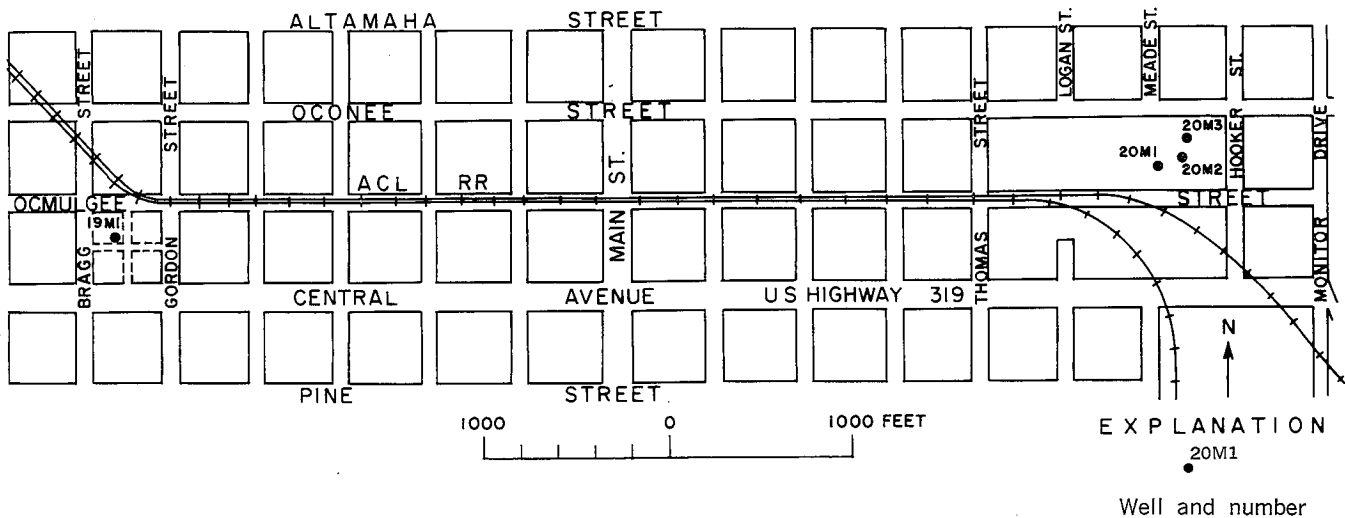 ALTAMAHA STREET
LOGAN ST.
MEADE ST.
HOOKER ST.
BRAGG STREET
GORDON STREET
OCONEE STREET
MAIN ST.
THOMAS STREET
MONITOR DRIVE
20M3
20M1
20M2
ACL RR
OCMULGEE STREET
19M1
CENTRAL AVENUE US HIGHWAY 319
N
PINE STREET
1000 0 1000 FEET
EXPLANATION
20M1
Well and number